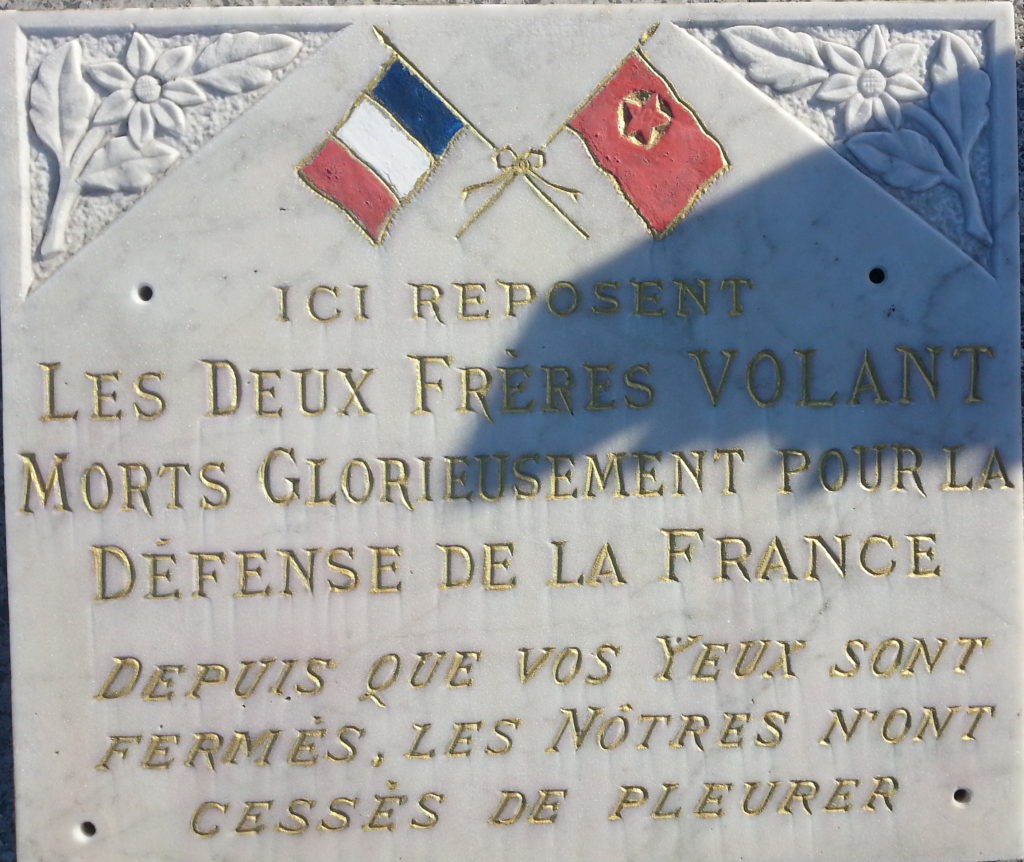 ICI REPOSENT
LES DEUX FRÈRES VOLANT
MORTS GLORIEUSEMENT POUR LA
DÉFENSE DE LA FRANCE
DEPUIS QUE VOS YEUX SONT
FERMÉS, LES NÔTRES N'ONT
CESSÉS DE PLEURER